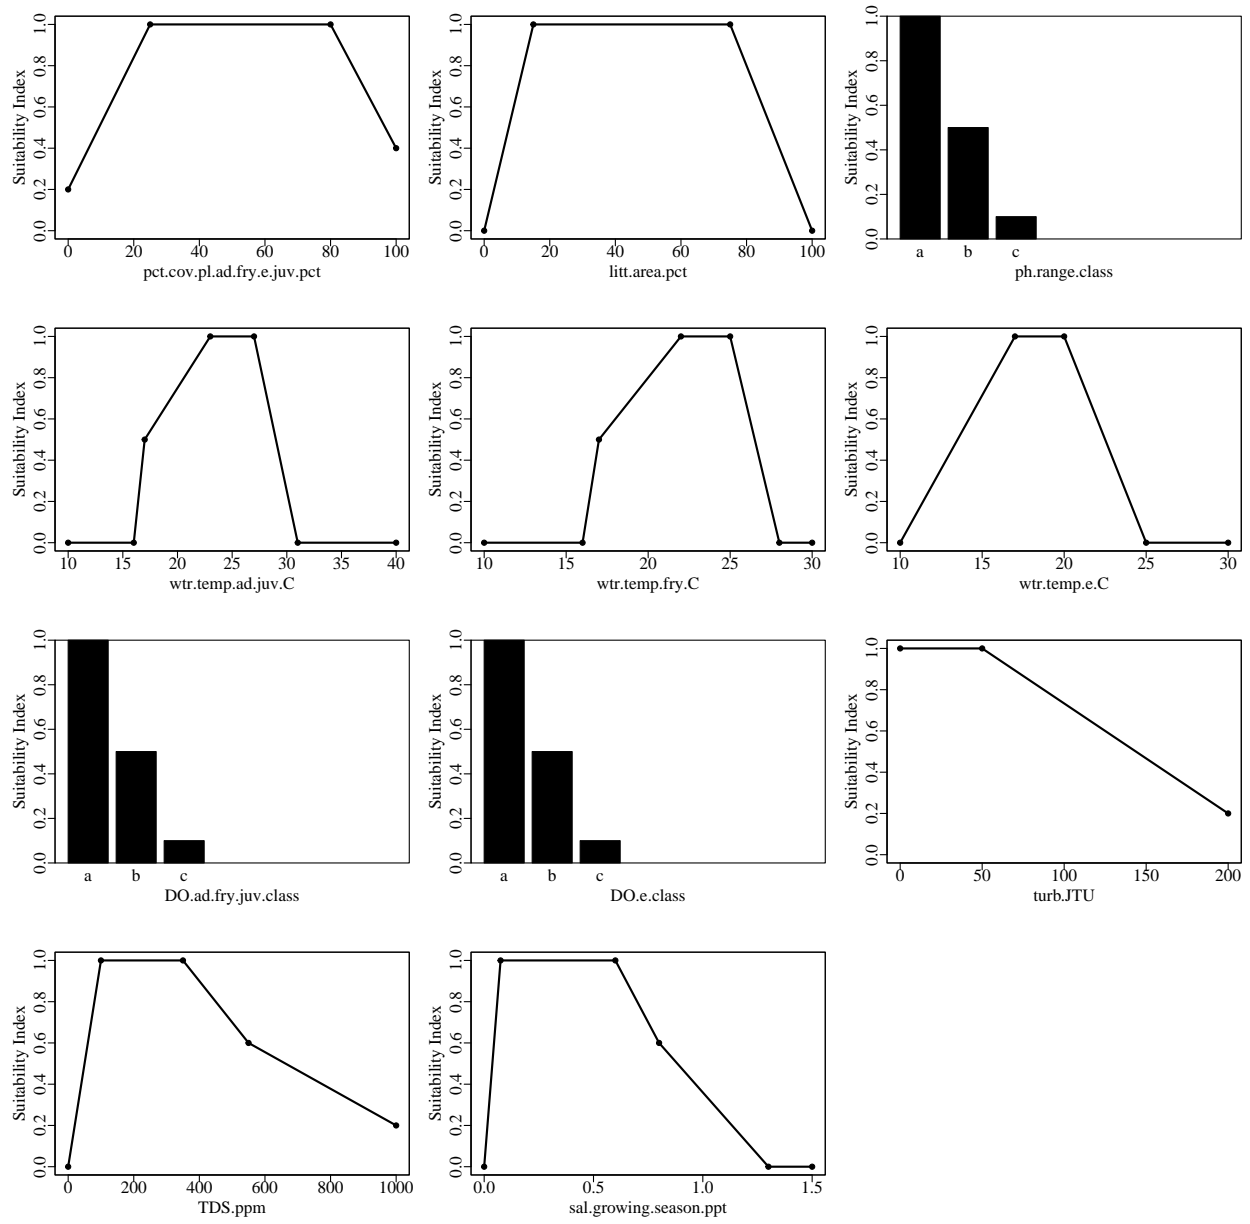 Suitability Index
0.0 0.2 0.4 0.6 0.8 1.0
0 20 40 60 80 100
pct.cov.pl.ad.fry.e.juv.pct
Suitability Index
0.0 0.2 0.4 0.6 0.8 1.0
0 20 40 60 80 100
litt.area.pct
Suitability Index
0.0 0.2 0.4 0.6 0.8 1.0
a b c
ph.range.class
Suitability Index
0.0 0.2 0.4 0.6 0.8 1.0
10 15 20 25 30 35 40
wtr.temp.ad.juv.C
Suitability Index
0.0 0.2 0.4 0.6 0.8 1.0
10 15 20 25 30
wtr.temp.fry.C
Suitability Index
0.0 0.2 0.4 0.6 0.8 1.0
10 15 20 25 30
wtr.temp.e.C
Suitability Index
0.0 0.2 0.4 0.6 0.8 1.0
a b c
DO.ad.fry.juv.class
Suitability Index
0.0 0.2 0.4 0.6 0.8 1.0
a b c
DO.e.class
Suitability Index
0.0 0.2 0.4 0.6 0.8 1.0
0 50 100 150 200
turb.JTU
Suitability Index
0.0 0.2 0.4 0.6 0.8 1.0
0 200 400 600 800 1000
TDS.ppm
Suitability Index
0.0 0.2 0.4 0.6 0.8 1.0
0.0 0.5 1.0 1.5
sal.growing.season.ppt